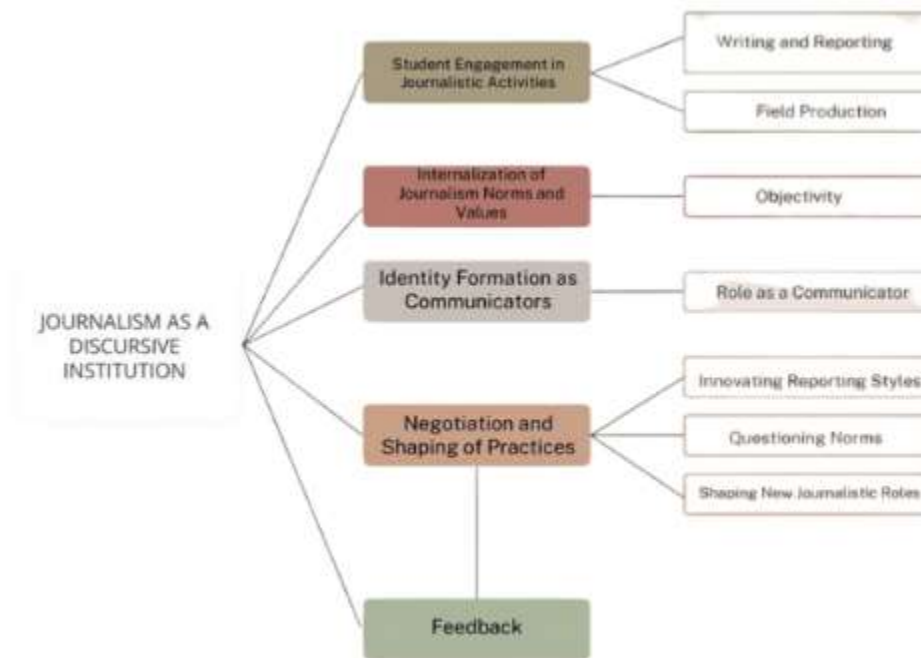 Student Engagement in
Journalistic Activities
Writing and Reporting
Field Production
Internalization of
Journalism Norms and
Values
Objectivity
Identity Formation as
Communicators
Role as a Communicator
JOURNALISM AS A
DISCURSIVE
INSTITUTION
Negotiation and
Shaping of Practices
Innovating Reporting Styles
Questioning Norms
Shaping New Journalistic Roles
Feedback